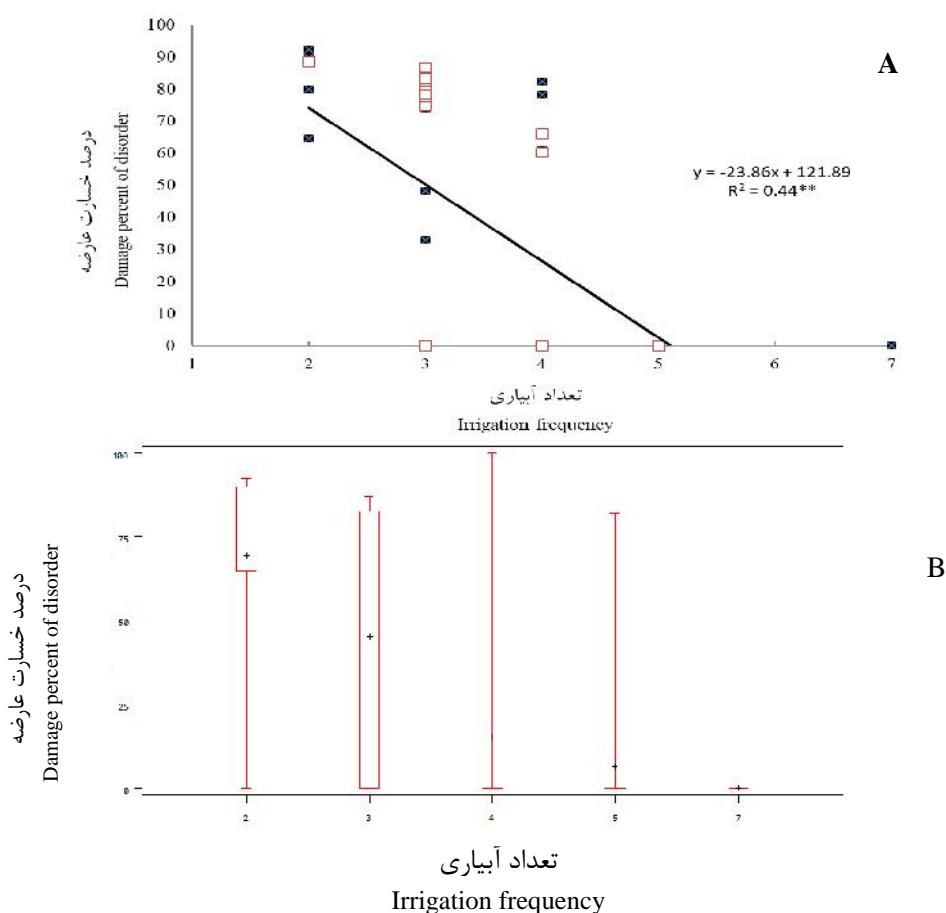 100
90
80
70
60
50
40
30
20
10
0
A
y = -23.86x + 121.89
R² = 0.44**
درصد خسارت عارضه
Damage percent of disorder
1 2 3 4 5 6 7
تعداد آبیاری
Irrigation frequency
100
75
50
25
0
B
درصد خسارت عارضه
Damage percent of disorder
2 3 4 5 7
تعداد آبیاری
Irrigation frequency